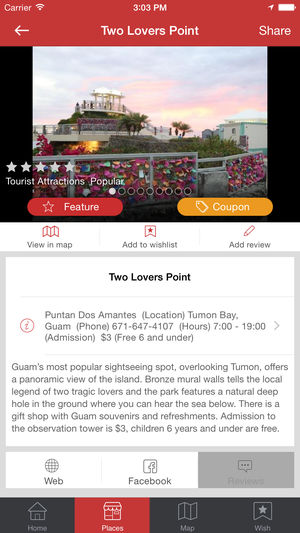 Carrier 3:03 PM
Two Lovers Point Share
Tourist Attractions Popular
Feature Coupon
View in map Add to wishlist Add review
Two Lovers Point
Puntan Dos Amantes (Location) Tumon Bay,
Guam (Phone) 671-647-4107 (Hours) 7:00 - 19:00
(Admission) $3 (Free 6 and under)
Guam's most popular sightseeing spot, overlooking Tumon, offers
a panoramic view of the island. Bronze mural walls tells the local
legend of two tragic lovers and the park features a natural deep
hole in the ground where you can hear the sea below. There is a
gift shop with Guam souvenirs and refreshments. Admission to
the observation tower is $3, children 6 years and under are free.
Web Facebook Reviews
Home Places Map Wish